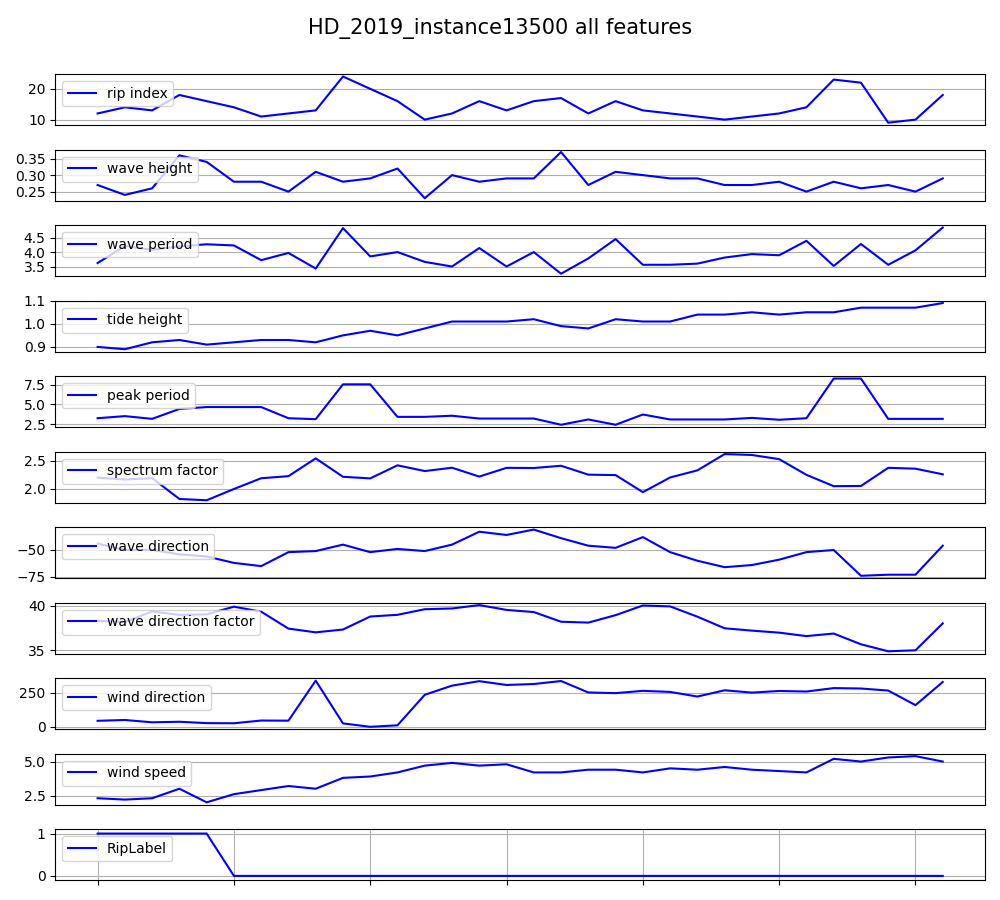 HD_2019_instance13500 all features
20
10
rip index
0.35
0.30
0.25
wave height
4.5
4.0
3.5
wave period
1.1
1.0
0.9
tide height
7.5
5.0
2.5
peak period
2.5
2.0
spectrum factor
−50
−75
wave direction
40
35
wave direction factor
250
0
wind direction
5.0
2.5
wind speed
1
0
RipLabel